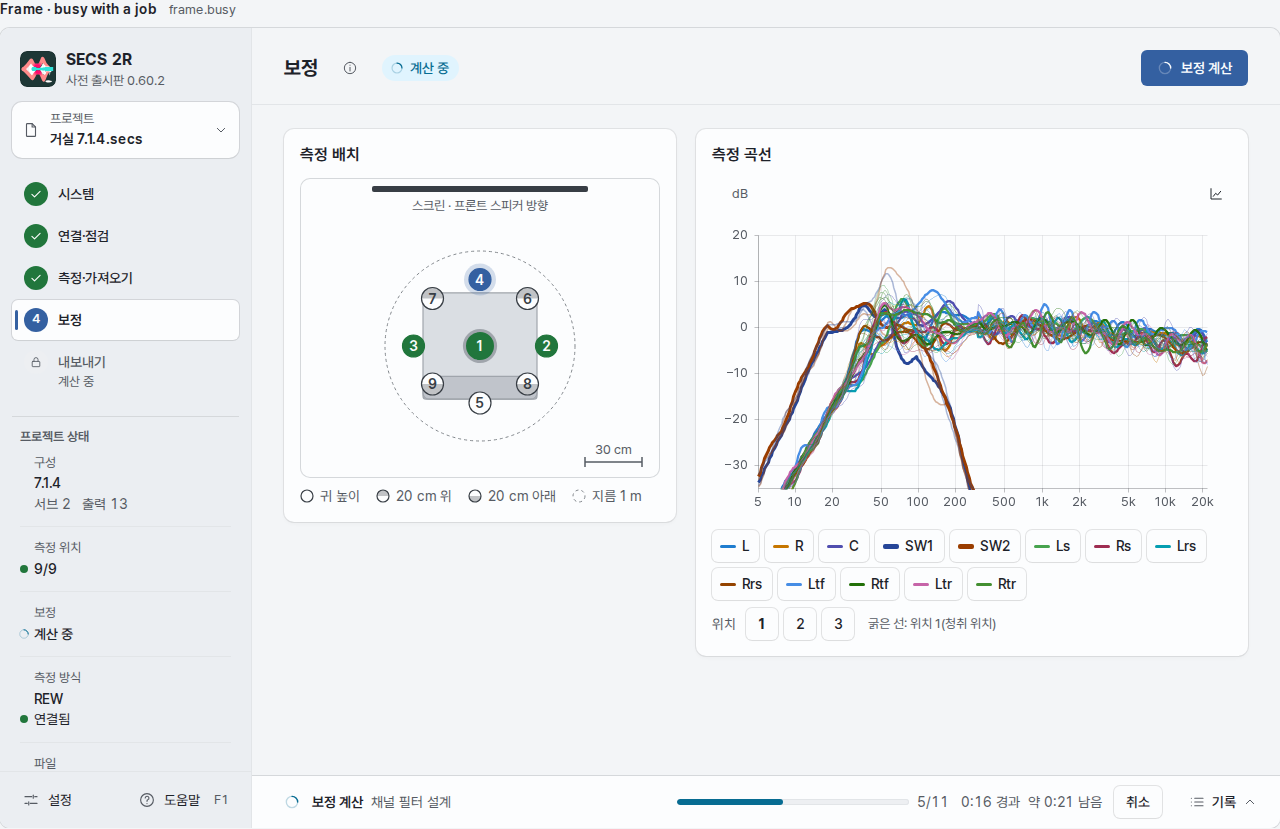 Frame · busy with a job frame.busy
SECS 2R
사전 출시판 0.60.2
프로젝트
거실 7.1.4.secs
시스템
연결·점검
측정·가져오기
4 보정
내보내기
계산 중
프로젝트 상태
구성
7.1.4
서브 2 출력 13
측정 위치
9/9
보정
계산 중
측정 방식
REW
연결됨
파일
설정 도움말 F1
보정 계산 중 보정 계산
측정 배치
스크린 · 프론트 스피커 방향
4
7 6
3 1 2
9 8
5
30 cm
귀 높이 20 cm 위 20 cm 아래 지름 1 m
측정 곡선
dB
20
10
0
−10
−20
−30
5 10 20 50 100 200 500 1k 2k 5k 10k 20k
L R C SW1 SW2 Ls Rs Lrs
Rrs Ltf Rtf Ltr Rtr
위치 1 2 3 굵은 선: 위치 1(청취 위치)
보정 계산 채널 필터 설계 5/11 0:16 경과 약 0:21 남음 취소 기록